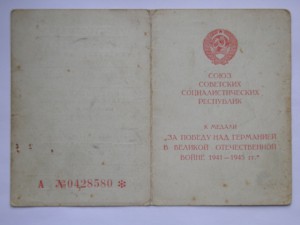 А №0428580
СОЮЗ
СОВЕТСКИХ
СОЦИАЛИСТИЧЕСКИХ
РЕСПУБЛИК
К МЕДАЛИ
„ЗА ПОБЕДУ НАД ГЕРМАНИЕЙ
В ВЕЛИКОЙ ОТЕЧЕСТВЕННОЙ
ВОЙНЕ 1941–1945 гг."